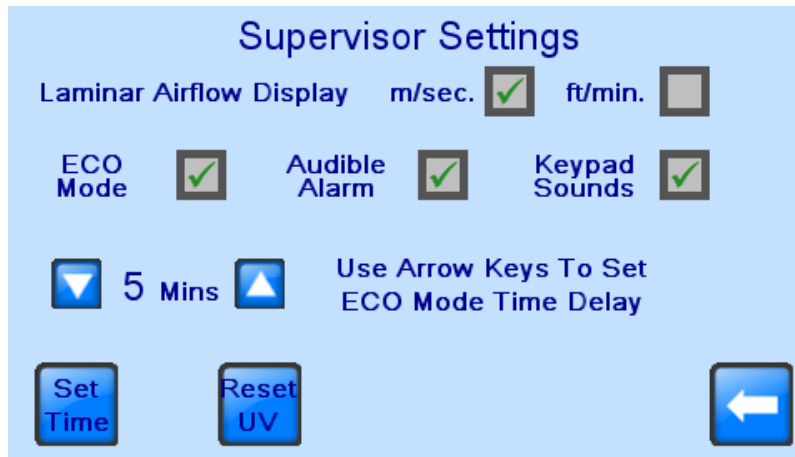 Supervisor Settings
Laminar Airflow Display m/sec. ft/min.
ECO Mode Audible Alarm Keypad Sounds
5 Mins
Use Arrow Keys To Set
ECO Mode Time Delay
Set
Time
Reset
UV